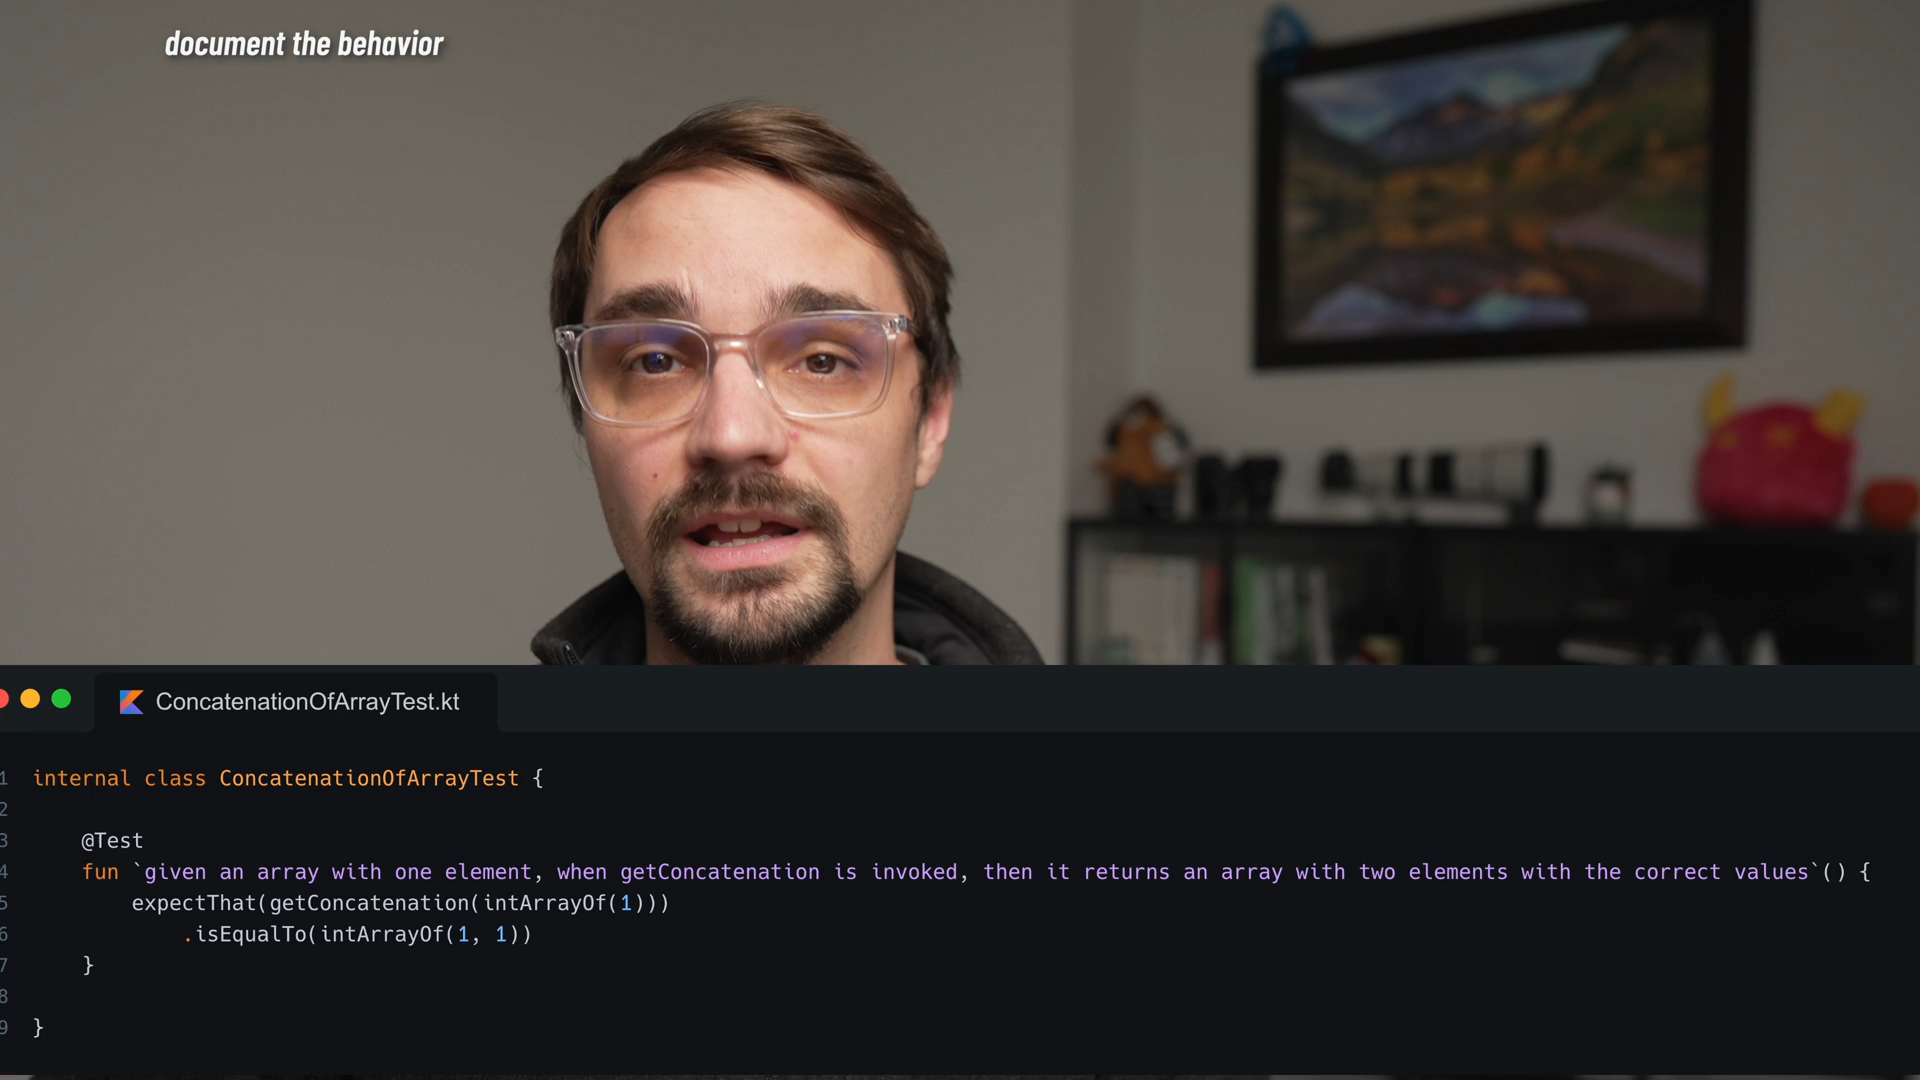 document the behavior
ConcatenationOfArrayTest.kt
1 internal class ConcatenationOfArrayTest {
2
3 @Test
4 fun `given an array with one element, when getConcatenation is invoked, then it returns an array with two elements with the correct values`() {
5 expectThat(getConcatenation(intArrayOf(1)))
6 .isEqualTo(intArrayOf(1, 1))
7 }
8
9 }